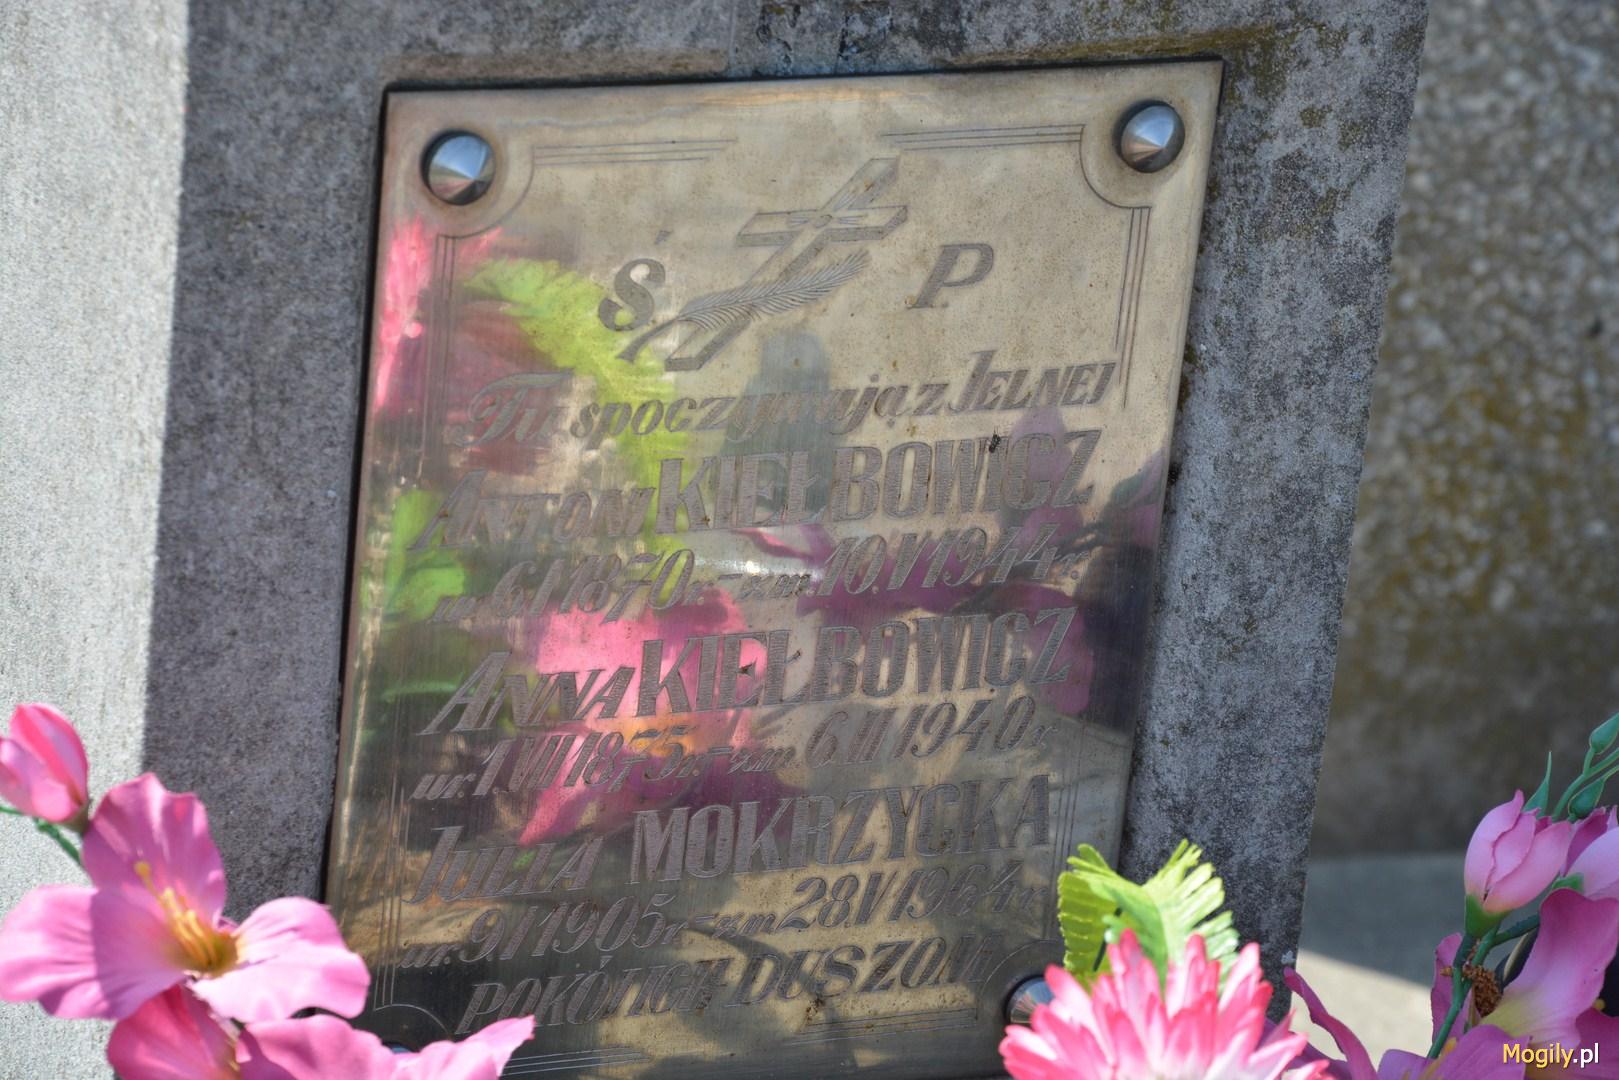 Ś P
Tu spoczywają z JELNEJ
ANTONI KIEŁBOWICZ
ur. 6.I 1870 r. - zm. 10.V 1944 r.
ANNA KIEŁBOWICZ
ur. 1.VII 1875 r. - zm. 6.II 1940 r.
JULIA MOKRZYCKA
ur. 9.I 1905 r. - zm 28.V 1964 r.
POKÓJ ICH DUSZOM
Mogily.pl